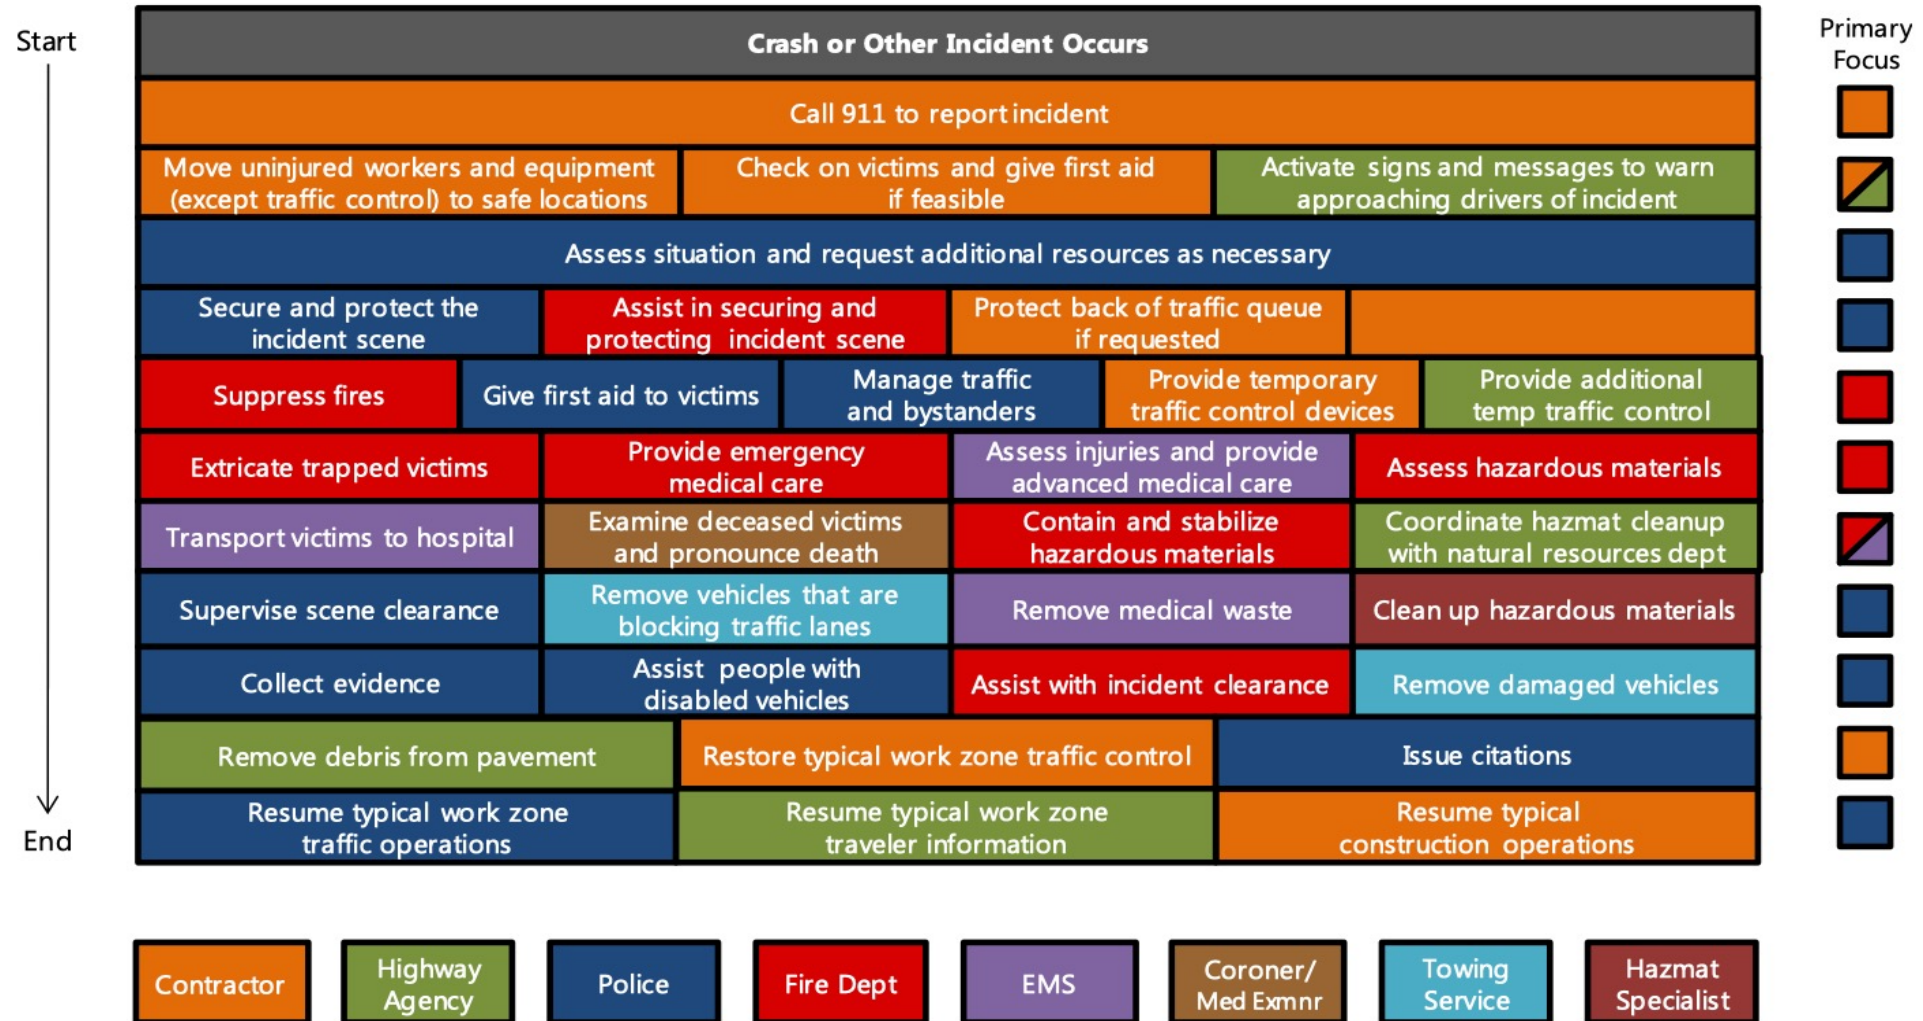 Start
Primary
Focus
Crash or Other Incident Occurs
Call 911 to report incident
Move uninjured workers and equipment
(except traffic control) to safe locations
Check on victims and give first aid
if feasible
Activate signs and messages to warn
approaching drivers of incident
Assess situation and request additional resources as necessary
Secure and protect the
incident scene
Assist in securing and
protecting incident scene
Protect back of traffic queue
if requested
Suppress fires
Give first aid to victims
Manage traffic
and bystanders
Provide temporary
traffic control devices
Provide additional
temp traffic control
Extricate trapped victims
Provide emergency
medical care
Assess injuries and provide
advanced medical care
Assess hazardous materials
Transport victims to hospital
Examine deceased victims
and pronounce death
Contain and stabilize
hazardous materials
Coordinate hazmat cleanup
with natural resources dept
Supervise scene clearance
Remove vehicles that are
blocking traffic lanes
Remove medical waste
Clean up hazardous materials
Collect evidence
Assist people with
disabled vehicles
Assist with incident clearance
Remove damaged vehicles
Remove debris from pavement
Restore typical work zone traffic control
Issue citations
Resume typical work zone
traffic operations
Resume typical work zone
traveler information
Resume typical
construction operations
End
Contractor
Highway
Agency
Police
Fire Dept
EMS
Coroner/
Med Exmnr
Towing
Service
Hazmat
Specialist